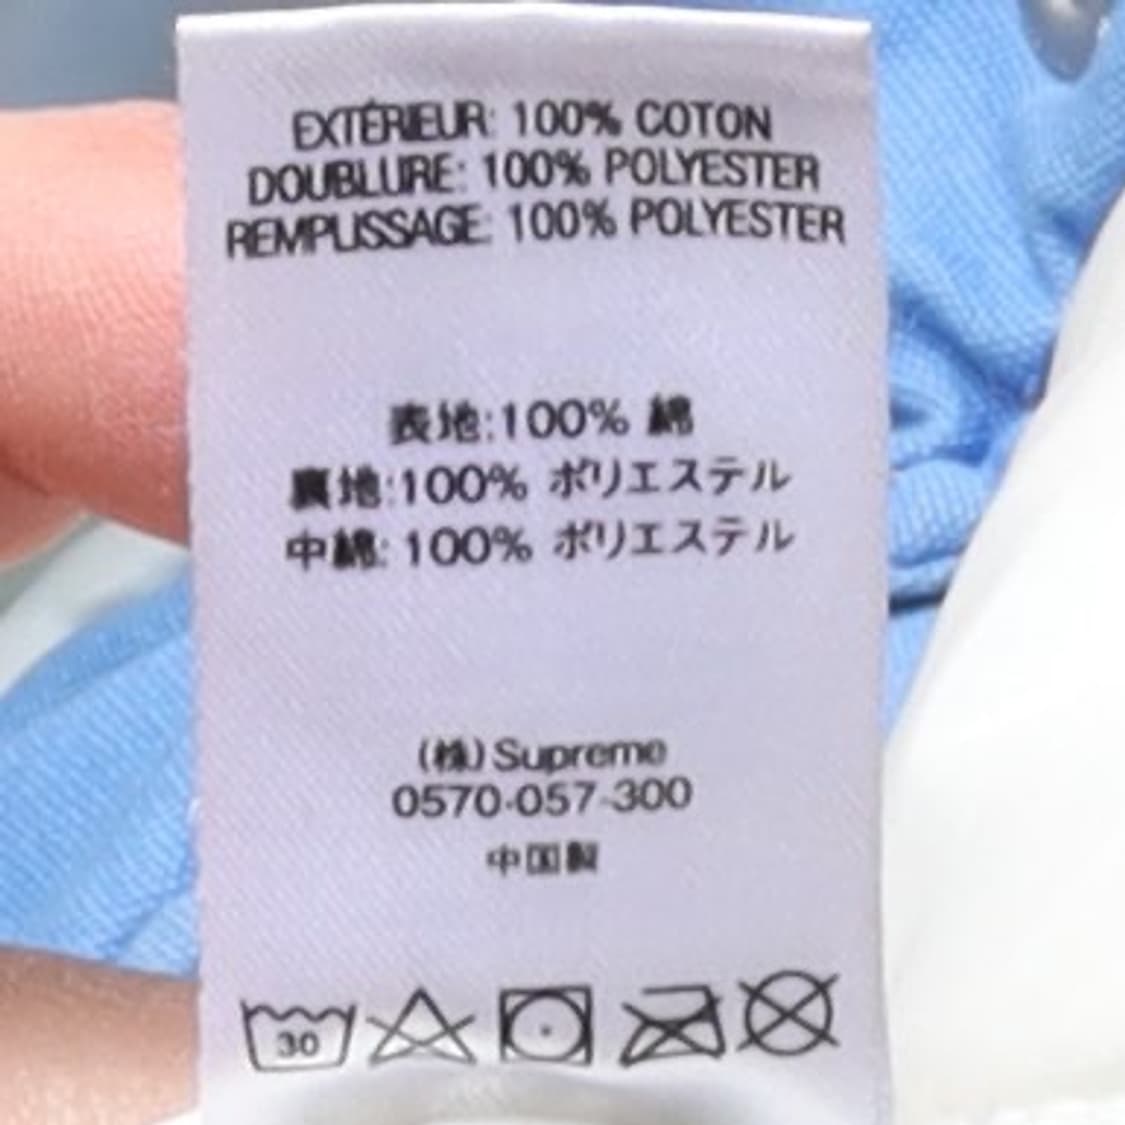 EXTÉRIEUR: 100% COTON
DOUBLURE: 100% POLYESTER
REMPLISSAGE: 100% POLYESTER
表地:100% 綿
裏地:100% ポリエステル
中綿: 100% ポリエステル
(株)Supreme
0570-057-300
中国製
30